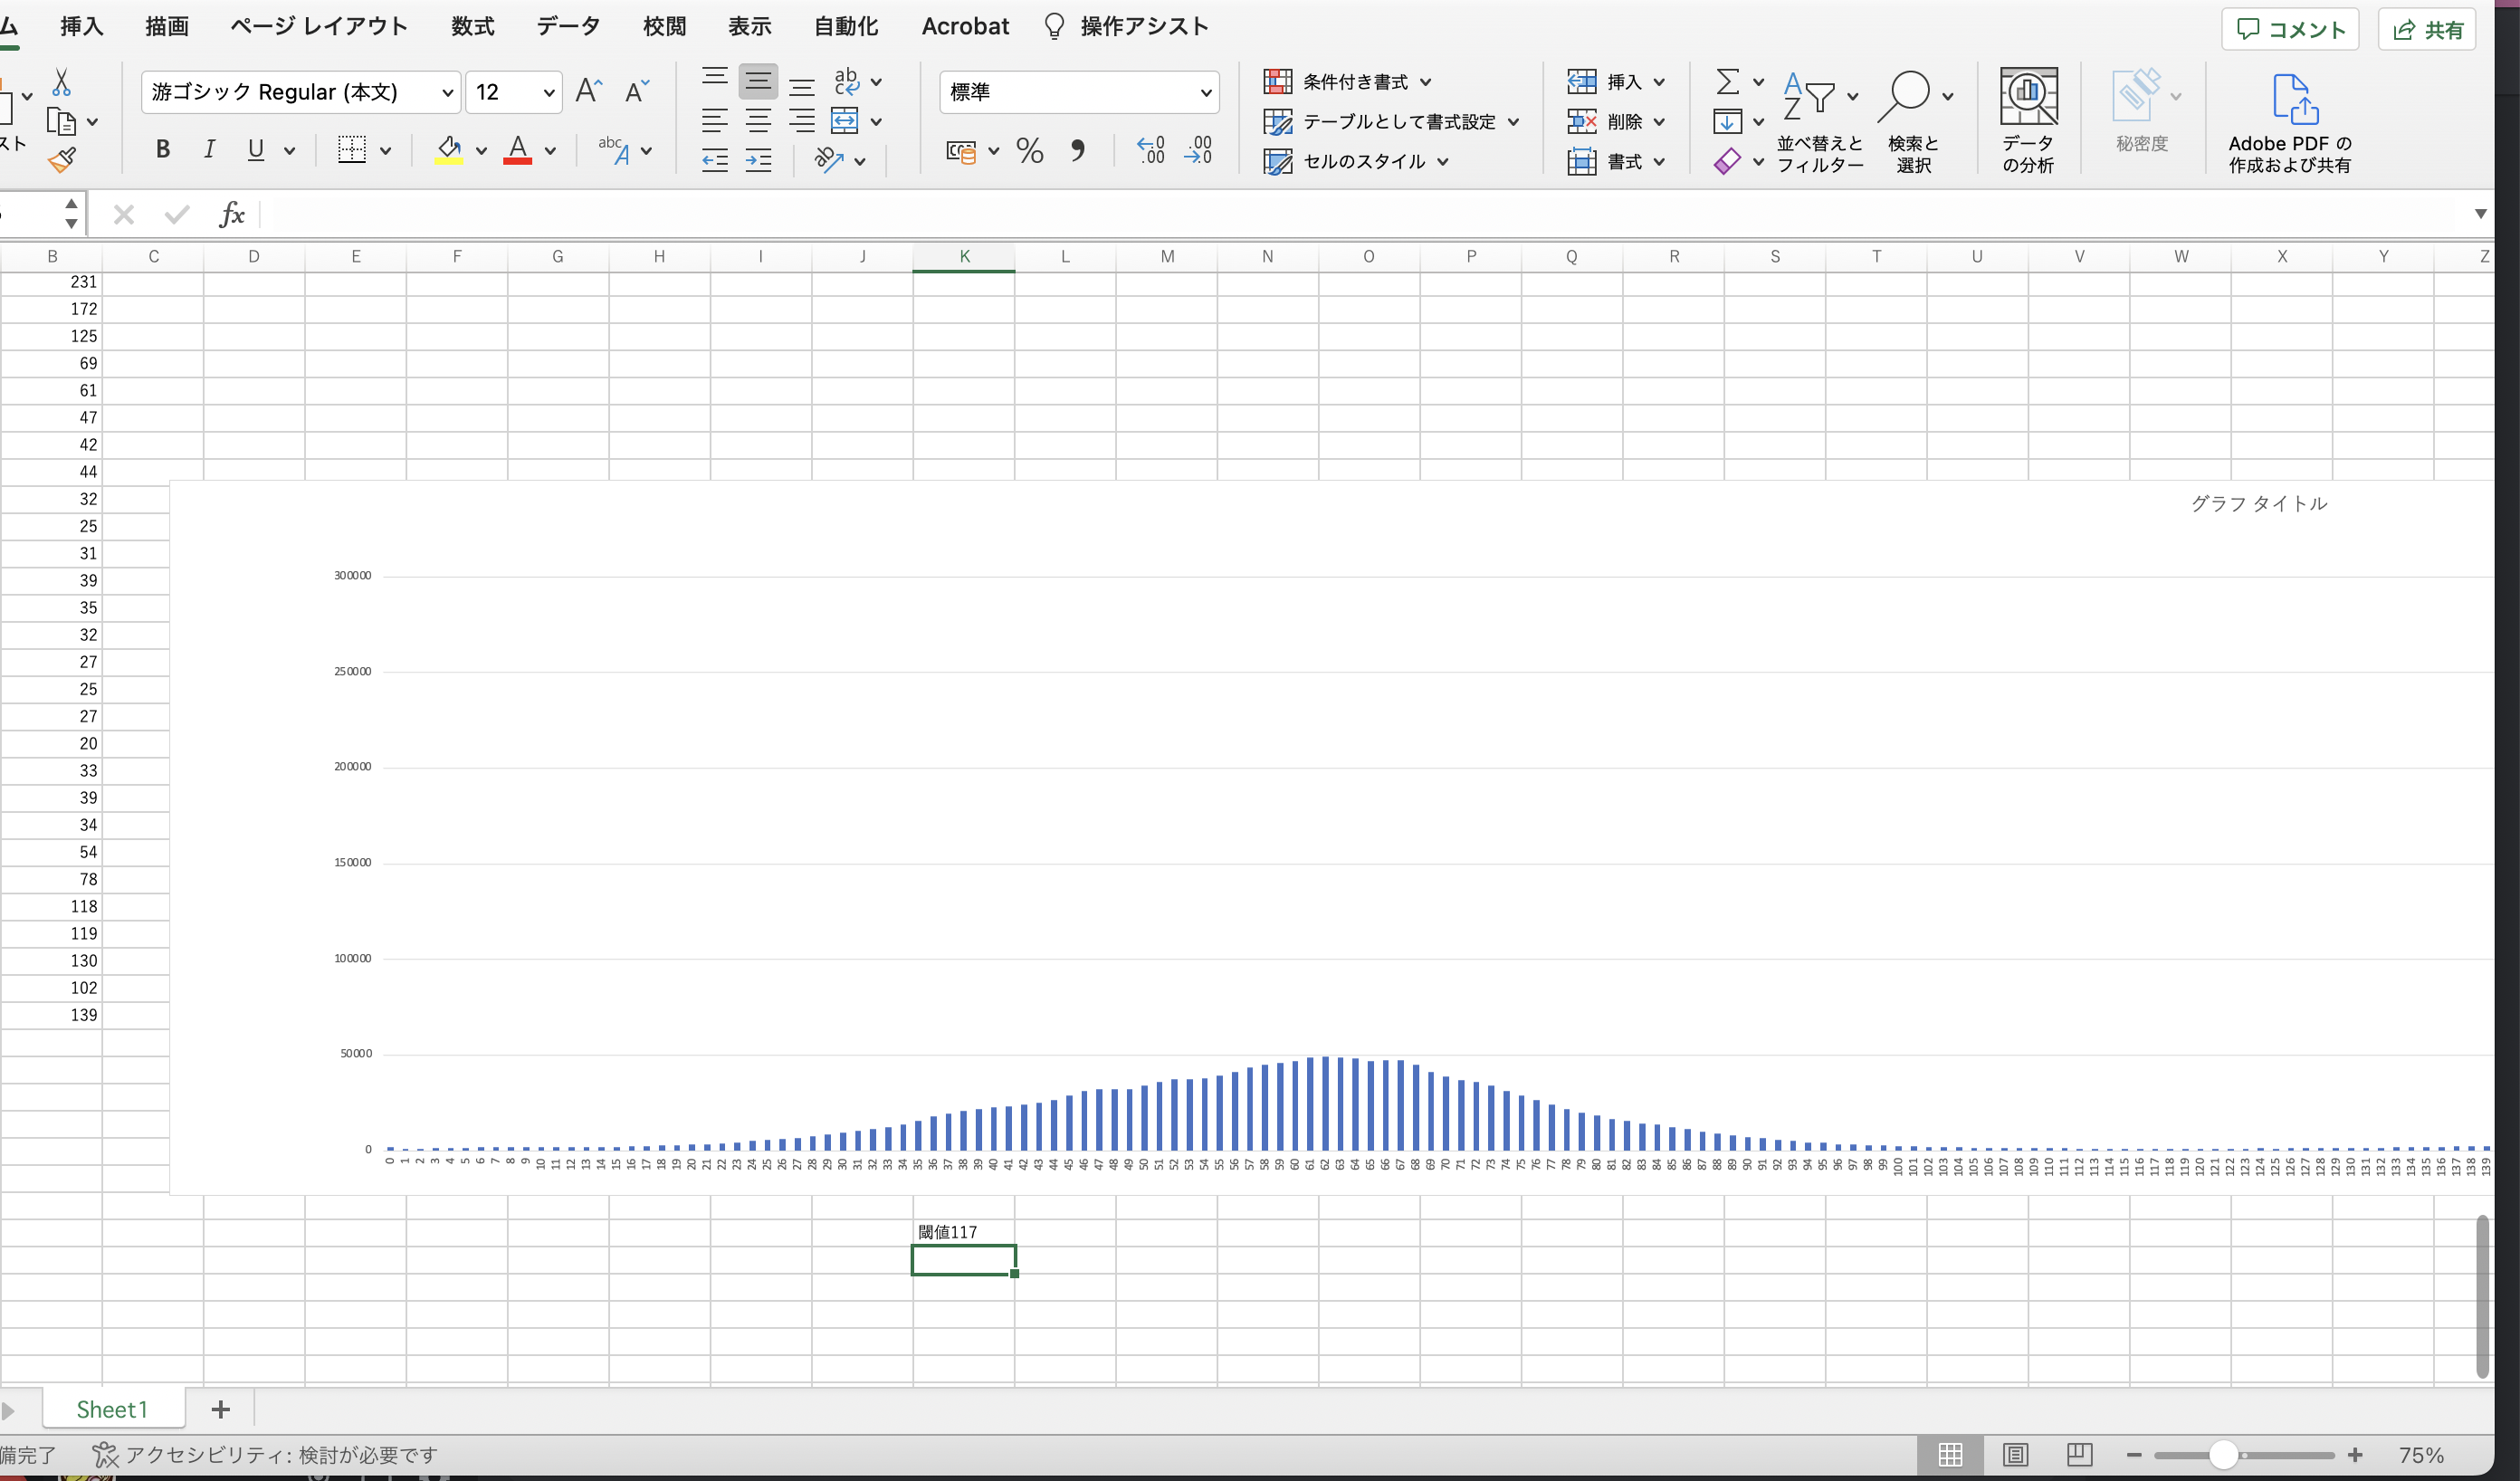 ム 挿入 描画 ページ レイアウト 数式 データ 校閲 表示 自動化 Acrobat 操作アシスト コメント 共有
スト
游ゴシック Regular (本文) 12
標準
条件付き書式
テーブルとして書式設定
セルのスタイル
挿入
削除
書式
並べ替えと
フィルター
検索と
選択
データ
の分析
秘密度
Adobe PDF の
作成および共有
fx
B C D E F G H I J K L M N O P Q R S T U V W X Y Z
231
172
125
69
61
47
42
44
32
25
31
39
35
32
27
25
27
20
33
39
34
54
78
118
119
130
102
139
グラフ タイトル
300000
250000
200000
150000
100000
50000
0
0 1 2 3 4 5 6 7 8 9 10 11 12 13 14 15 16 17 18 19 20 21 22 23 24 25 26 27 28 29 30 31 32 33 34 35 36 37 38 39 40 41 42 43 44 45 46 47 48 49 50 51 52 53 54 55 56 57 58 59 60 61 62 63 64 65 66 67 68 69 70 71 72 73 74 75 76 77 78 79 80 81 82 83 84 85 86 87 88 89 90 91 92 93 94 95 96 97 98 99 100 101 102 103 104 105 106 107 108 109 110 111 112 113 114 115 116 117 118 119 120 121 122 123 124 125 126 127 128 129 130 131 132 133 134 135 136 137 138 139
閾値117
Sheet1
備完了 アクセシビリティ: 検討が必要です 75%